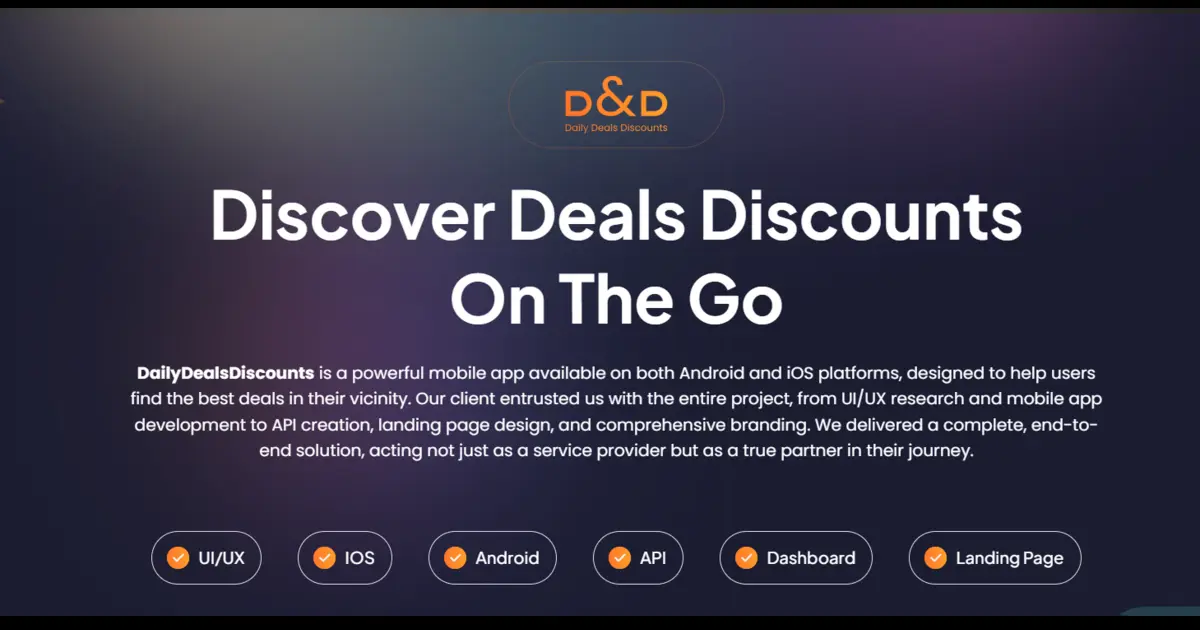 D&D
Daily Deals Discounts
Discover Deals Discounts
On The Go
DailyDealsDiscounts is a powerful mobile app available on both Android and iOS platforms, designed to help users
find the best deals in their vicinity. Our client entrusted us with the entire project, from UI/UX research and mobile app
development to API creation, landing page design, and comprehensive branding. We delivered a complete, end-to-
end solution, acting not just as a service provider but as a true partner in their journey.
UI/UX IOS Android API Dashboard Landing Page